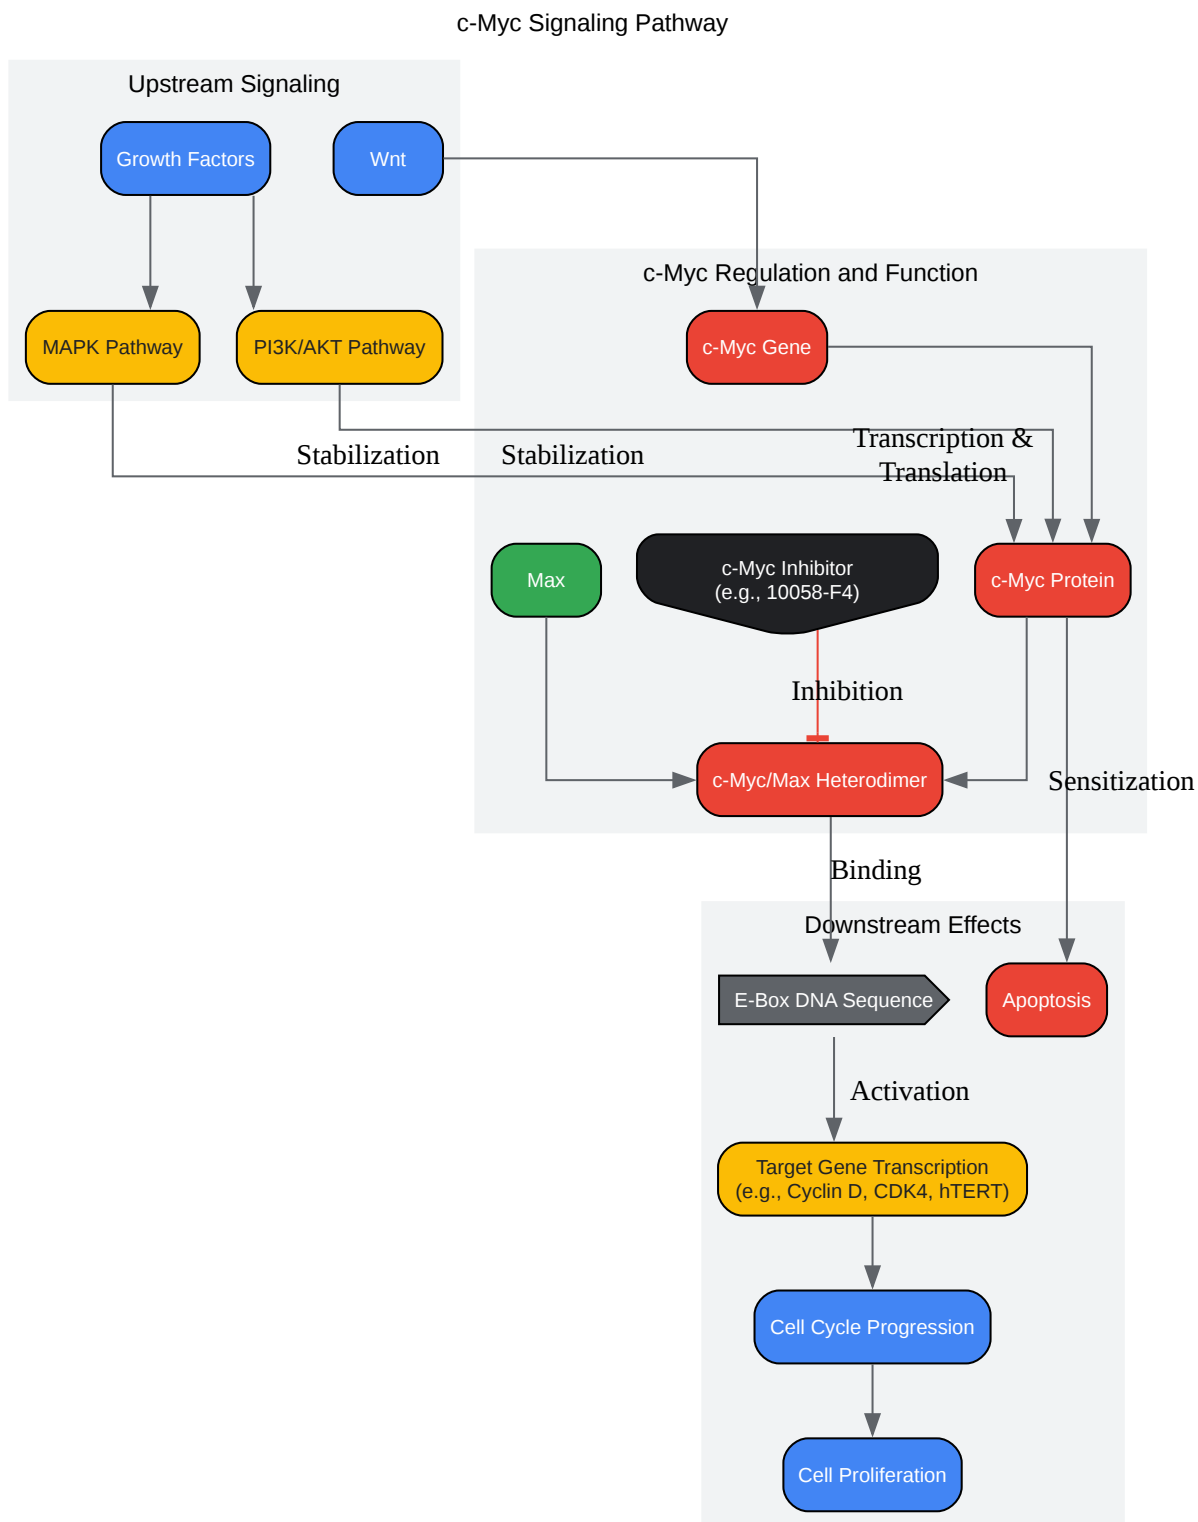 c-Myc Signaling Pathway
Upstream Signaling
Growth Factors
Wnt
c-Myc Regulation and Function
MAPK Pathway
PI3K/AKT Pathway
c-Myc Gene
Stabilization
Stabilization
Transcription &
Translation
Max
c-Myc Inhibitor
(e.g., 10058-F4)
c-Myc Protein
Inhibition
c-Myc/Max Heterodimer
Sensitization
Binding
Downstream Effects
E-Box DNA Sequence
Apoptosis
Activation
Target Gene Transcription
(e.g., Cyclin D, CDK4, hTERT)
Cell Cycle Progression
Cell Proliferation